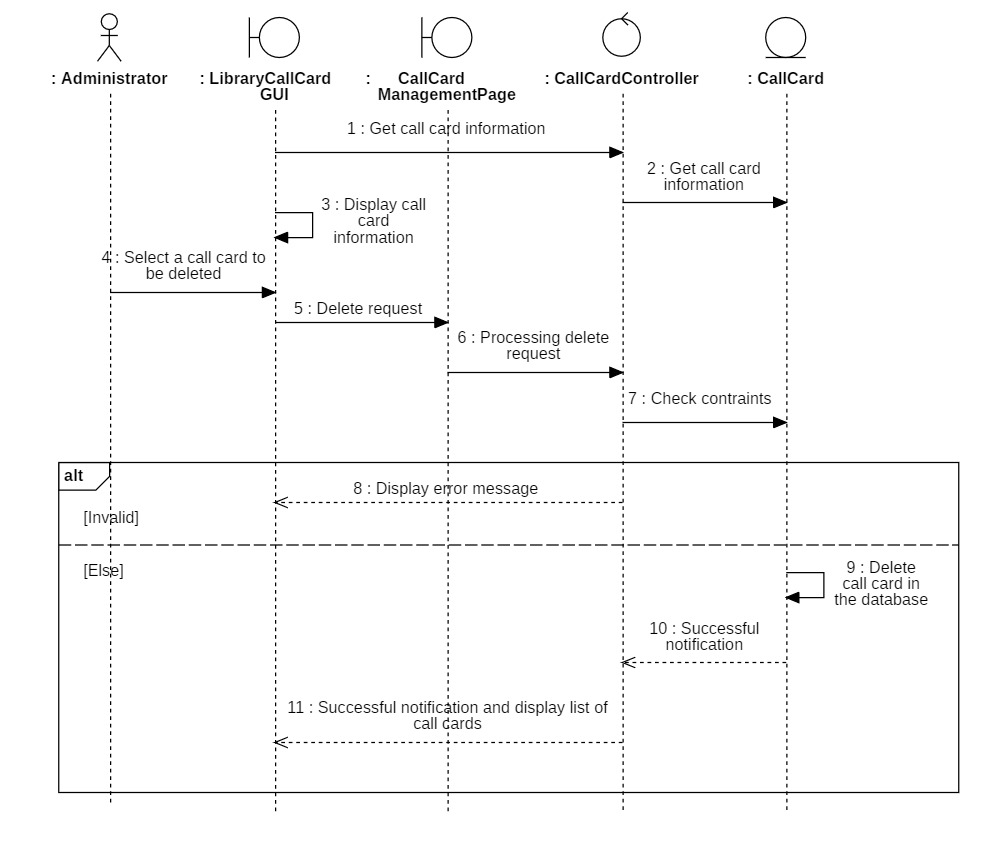 : Administrator
: LibraryCallCard
GUI
: CallCard
ManagementPage
: CallCardController
: CallCard
1 : Get call card information
2 : Get call card
information
3 : Display call
card
information
4 : Select a call card to
be deleted
5 : Delete request
6 : Processing delete
request
7 : Check contraints
alt
8 : Display error message
[Invalid]
[Else]
9 : Delete
call card in
the database
10 : Successful
notification
11 : Successful notification and display list of
call cards